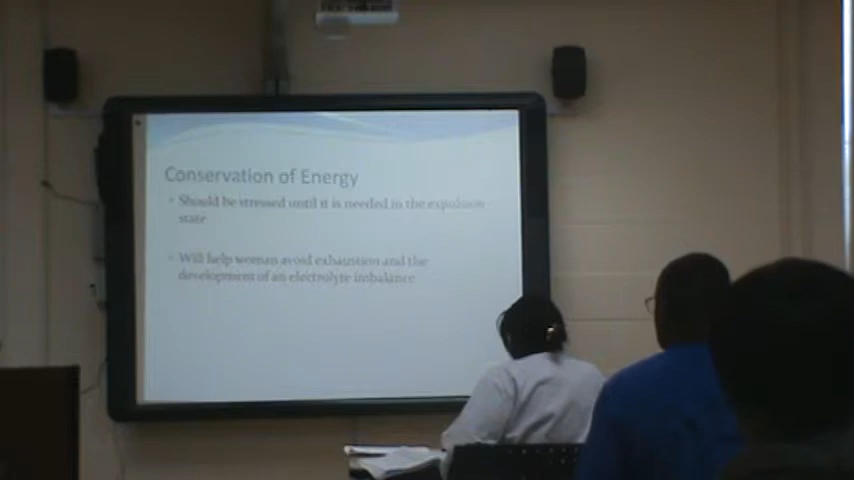 Conservation of Energy
Should be stressed until it is needed in the expulsion
state
Will help woman avoid exhaustion and the
development of an electrolyte imbalance